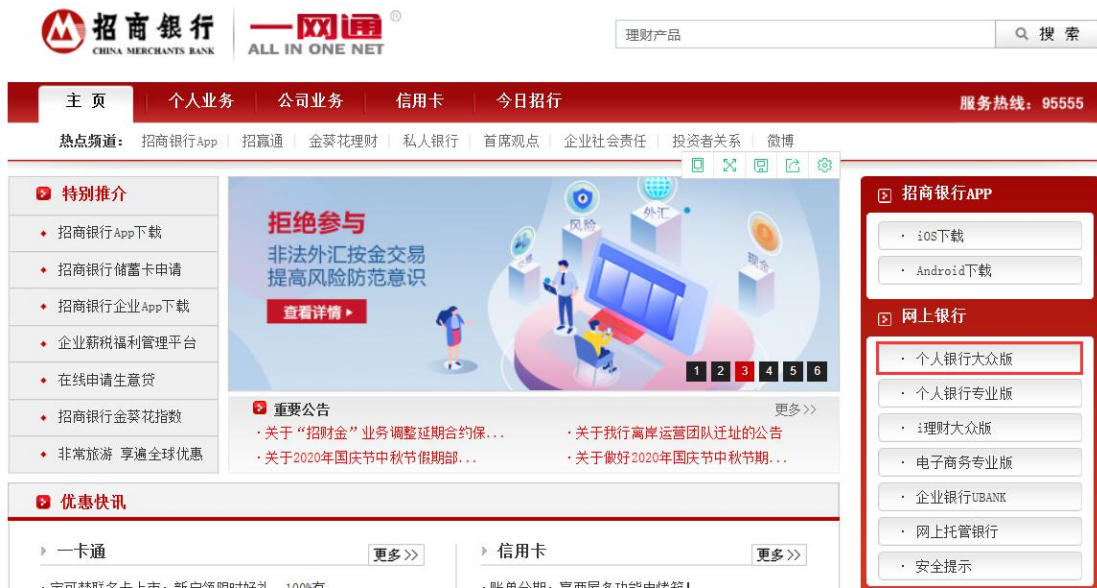 招商银行
CHINA MERCHANTS BANK
一网通®
ALL IN ONE NET
理财产品
搜 索
主 页 个人业务 公司业务 信用卡 今日招行
服务热线：95555
热点频道： 招商银行App 招赢通 金葵花理财 私人银行 首席观点 企业社会责任 投资者关系 微博
特别推介
招商银行App下载
招商银行储蓄卡申请
招商银行企业App下载
企业薪税福利管理平台
在线申请生意贷
招商银行金葵花指数
非常旅游 享遍全球优惠
拒绝参与
非法外汇按金交易
提高风险防范意识
查看详情
风险
外汇
现金
1 2 3 4 5 6
重要公告
更多>>
·关于“招财金”业务调整延期合约保...
·关于我行离岸运营团队迁址的公告
·关于2020年国庆节中秋节假期部...
·关于做好2020年国庆节中秋节期...
招商银行APP
· iOS下载
· Android下载
网上银行
· 个人银行大众版
· 个人银行专业版
· i理财大众版
· 电子商务专业版
· 企业银行UBANK
· 网上托管银行
· 安全提示
优惠快讯
一卡通
更多>>
信用卡
更多>>